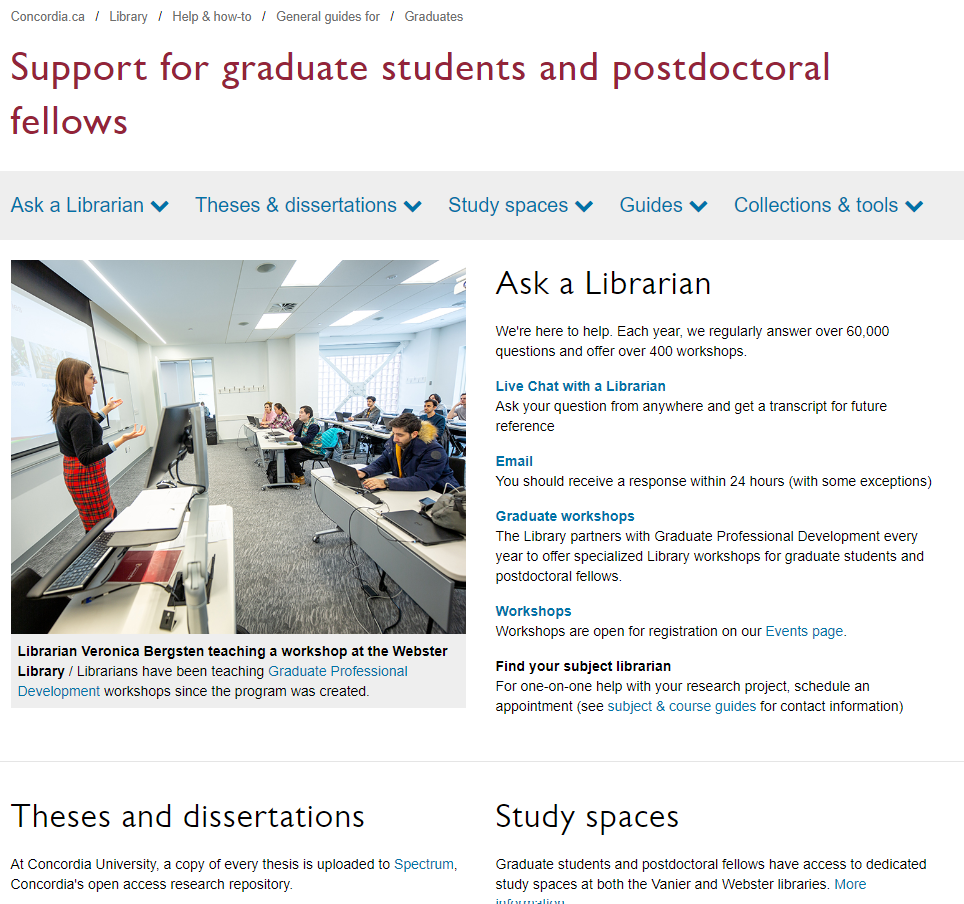 Concordia.ca / Library / Help & how-to / General guides for / Graduates
Support for graduate students and postdoctoral
fellows
Ask a Librarian Theses & dissertations Study spaces Guides Collections & tools
Librarian Veronica Bergsten teaching a workshop at the Webster
Library / Librarians have been teaching Graduate Professional
Development workshops since the program was created.
Ask a Librarian
We're here to help. Each year, we regularly answer over 60,000
questions and offer over 400 workshops.
Live Chat with a Librarian
Ask your question from anywhere and get a transcript for future
reference
Email
You should receive a response within 24 hours (with some exceptions)
Graduate workshops
The Library partners with Graduate Professional Development every
year to offer specialized Library workshops for graduate students and
postdoctoral fellows.
Workshops
Workshops are open for registration on our Events page.
Find your subject librarian
For one-on-one help with your research project, schedule an
appointment (see subject & course guides for contact information)
Theses and dissertations
At Concordia University, a copy of every thesis is uploaded to Spectrum,
Concordia's open access research repository.
Study spaces
Graduate students and postdoctoral fellows have access to dedicated
study spaces at both the Vanier and Webster libraries. More
information